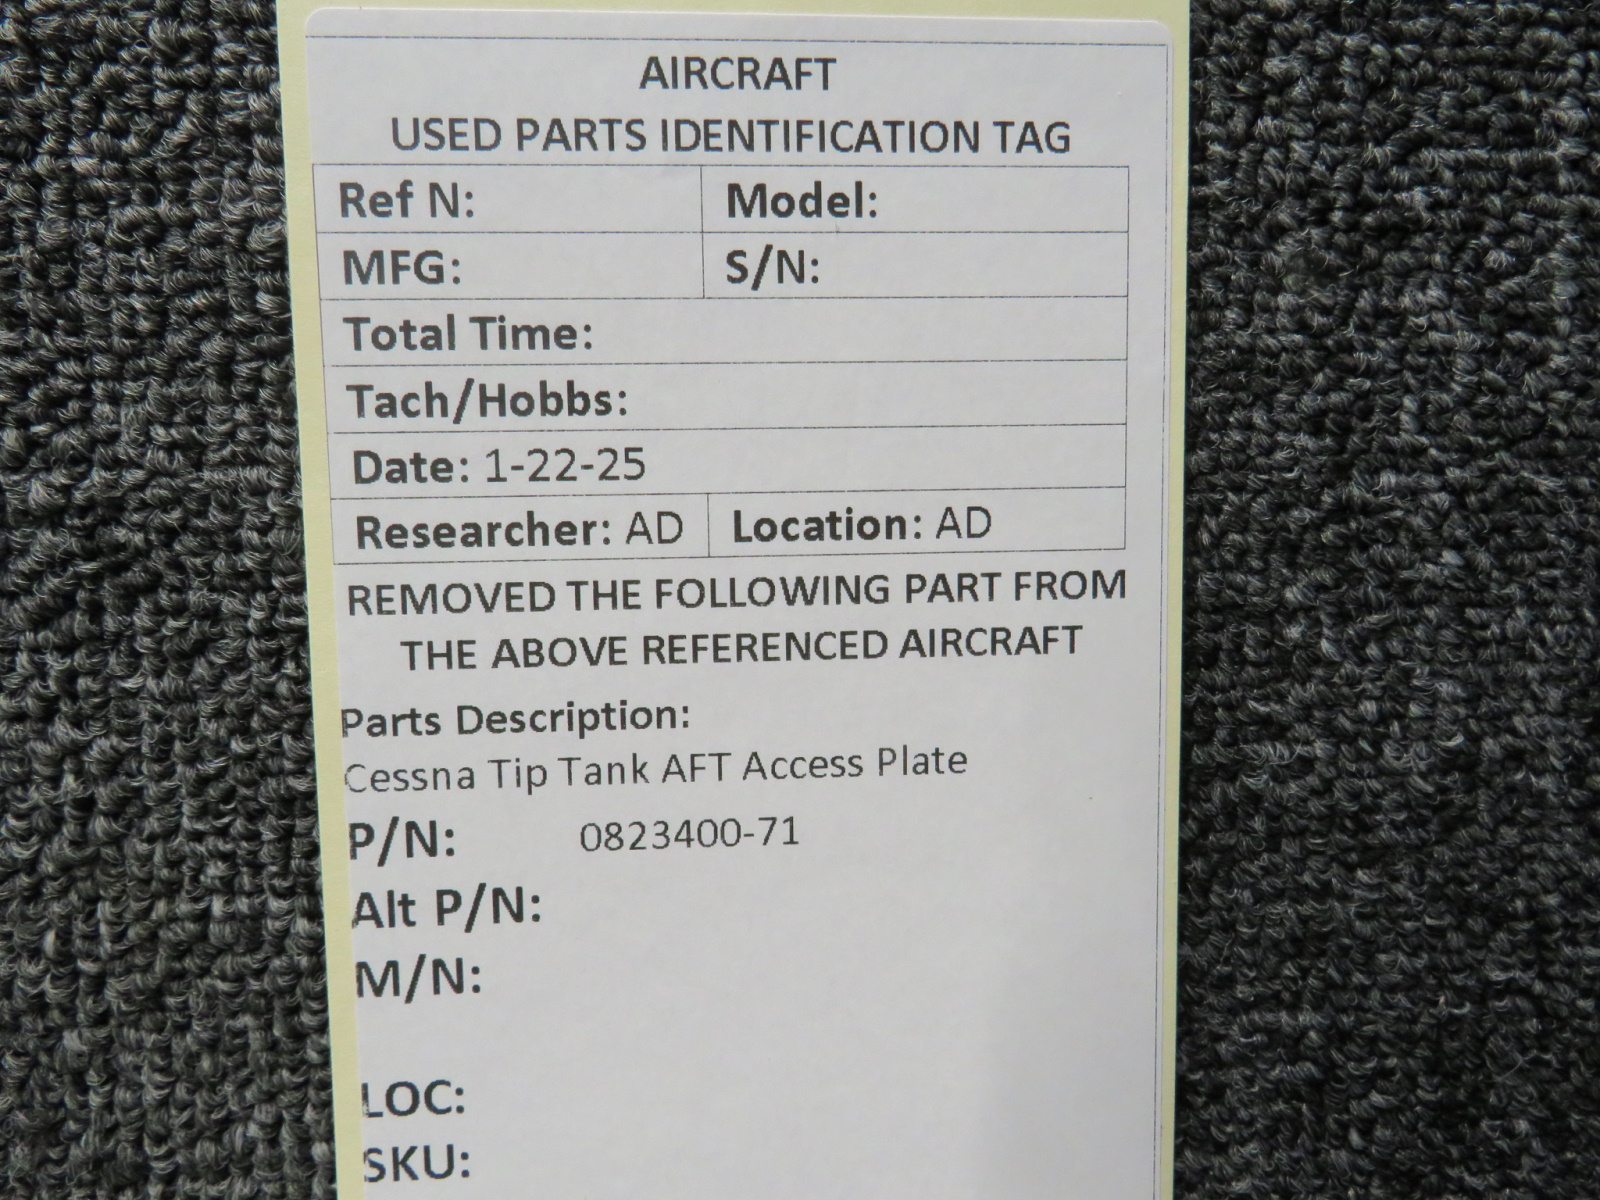 AIRCRAFT
USED PARTS IDENTIFICATION TAG
Ref N: Model:
MFG: S/N:
Total Time:
Tach/Hobbs:
Date: 1-22-25
Researcher: AD Location: AD
REMOVED THE FOLLOWING PART FROM
THE ABOVE REFERENCED AIRCRAFT
Parts Description:
Cessna Tip Tank AFT Access Plate
P/N: 0823400-71
Alt P/N:
M/N:
LOC:
SKU: